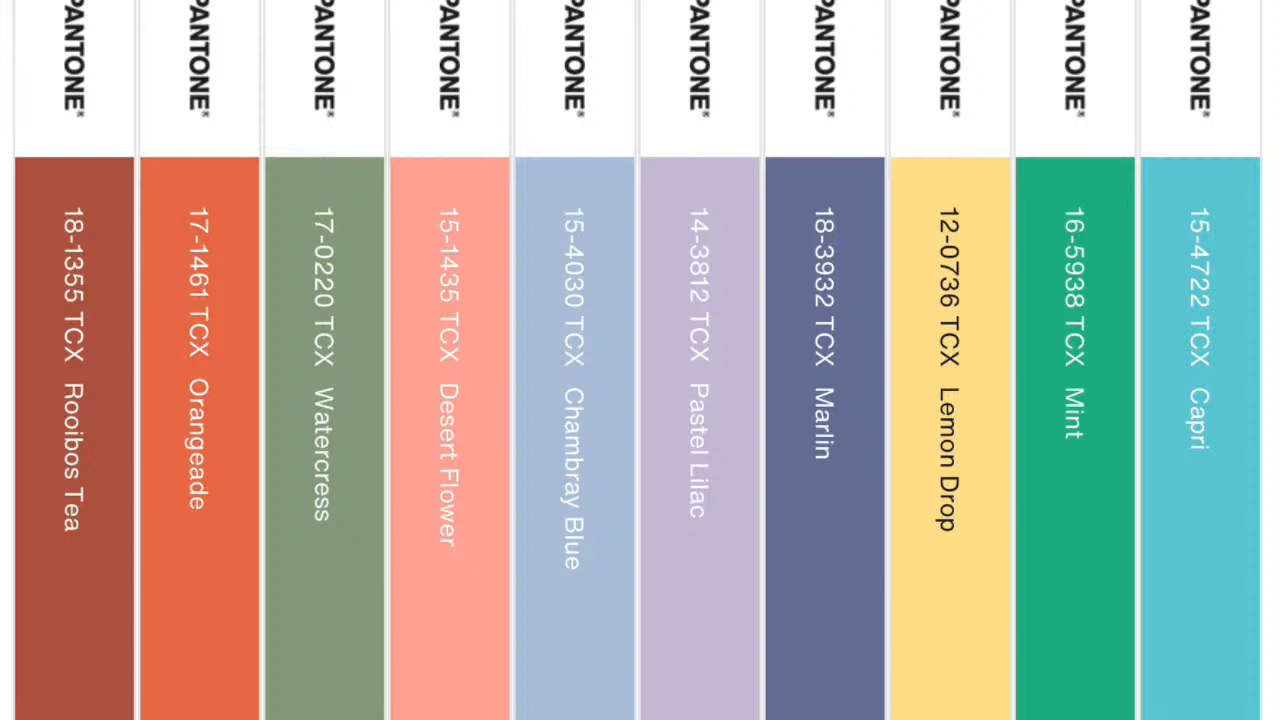 PANTONE®
18-1355 TCX Rooibos Tea
PANTONE®
17-1461 TCX Orangeade
PANTONE®
17-0220 TCX Watercress
PANTONE®
15-1435 TCX Desert Flower
PANTONE®
15-4030 TCX Chambray Blue
PANTONE®
14-3812 TCX Pastel Lilac
PANTONE®
18-3932 TCX Marlin
PANTONE®
12-0736 TCX Lemon Drop
PANTONE®
16-5938 TCX Mint
PANTONE®
15-4722 TCX Capri